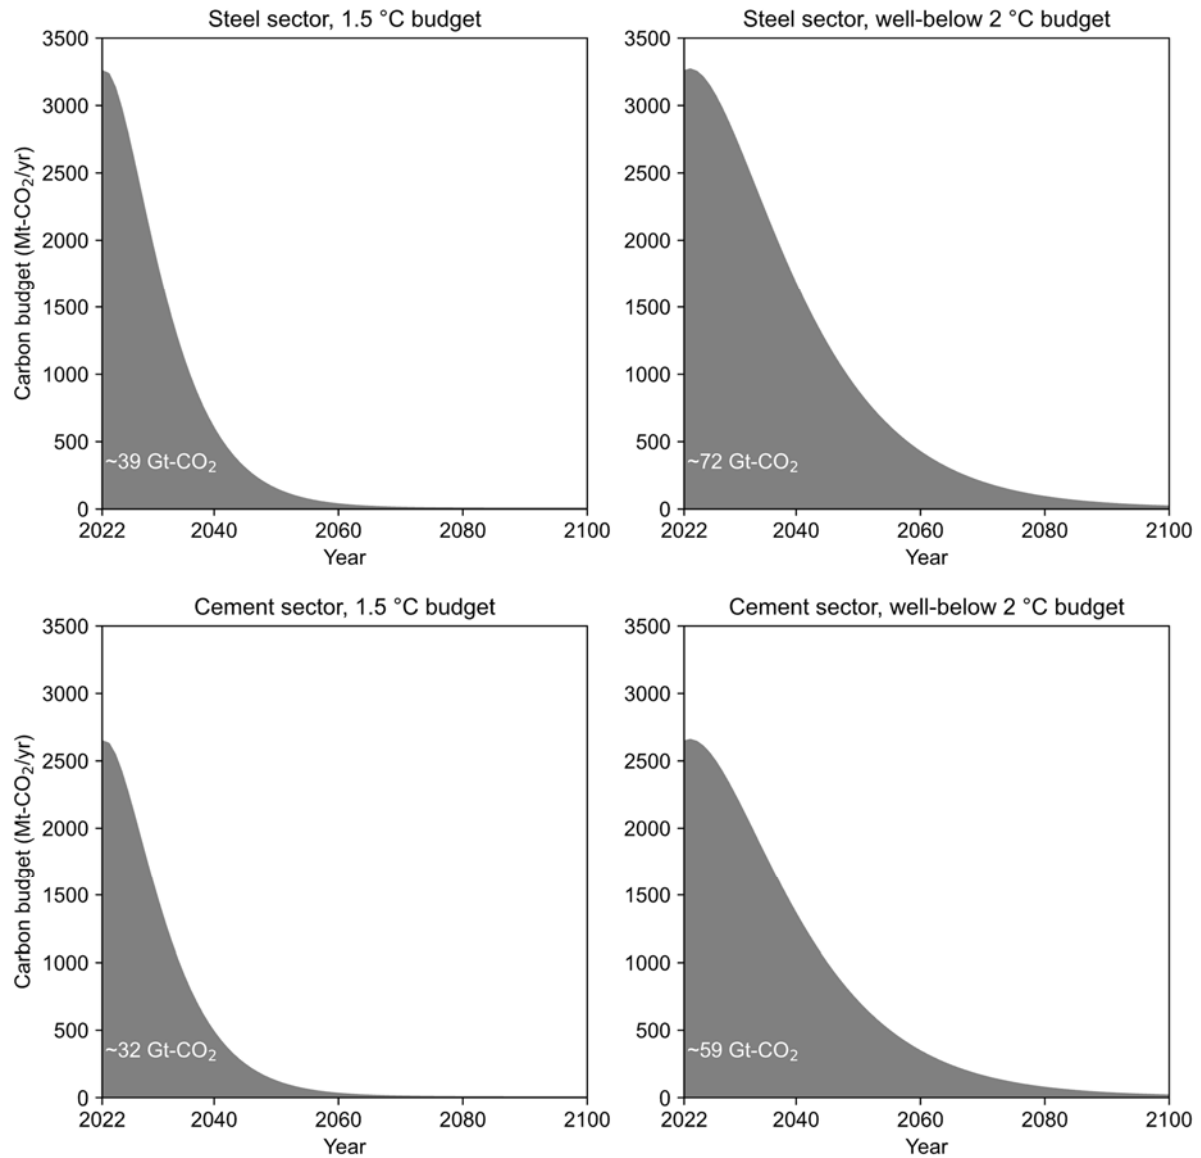 Steel sector, 1.5 °C budget
Carbon budget (Mt-CO₂/yr)
3500
3000
2500
2000
1500
1000
500
0
~39 Gt-CO₂
2022 2040 2060 2080 2100
Year
Steel sector, well-below 2 °C budget
3500
3000
2500
2000
1500
1000
500
0
~72 Gt-CO₂
2022 2040 2060 2080 2100
Year
Cement sector, 1.5 °C budget
Carbon budget (Mt-CO₂/yr)
3500
3000
2500
2000
1500
1000
500
0
~32 Gt-CO₂
2022 2040 2060 2080 2100
Year
Cement sector, well-below 2 °C budget
3500
3000
2500
2000
1500
1000
500
0
~59 Gt-CO₂
2022 2040 2060 2080 2100
Year